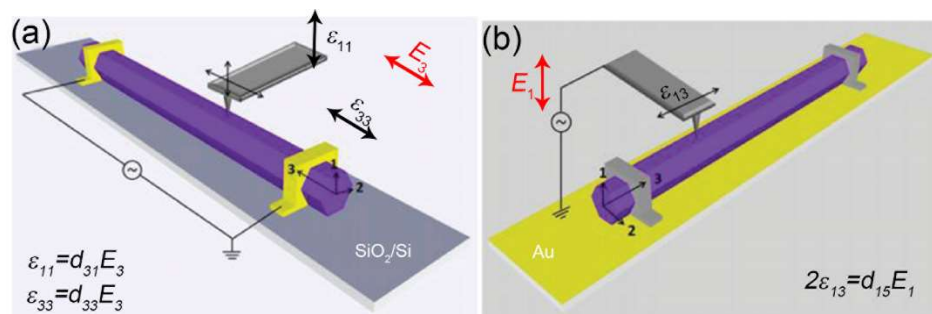 (a)
ε₁₁
E₃
ε₃₃
3
1
2
SiO₂/Si
ε₁₁=d₃₁E₃
ε₃₃=d₃₃E₃
(b)
E₁
ε₁₃
~
1
3
2
Au
2ε₁₃=d₁₅E₁